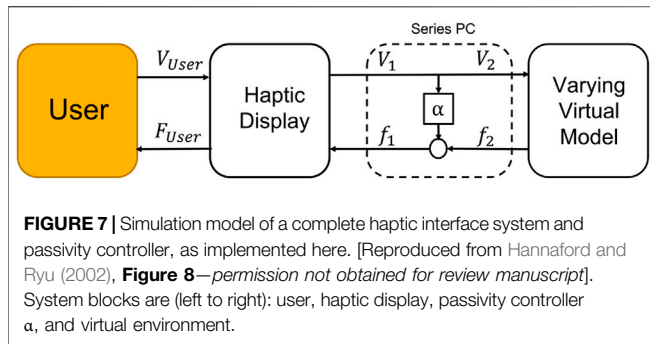 Series PC
V_User
V_1
V_2
User
Haptic
Display
α
Varying
Virtual
Model
F_User
f_1
f_2
FIGURE 7 | Simulation model of a complete haptic interface system and
passivity controller, as implemented here. [Reproduced from Hannaford and
Ryu (2002), Figure 8—permission not obtained for review manuscript].
System blocks are (left to right): user, haptic display, passivity controller
α, and virtual environment.